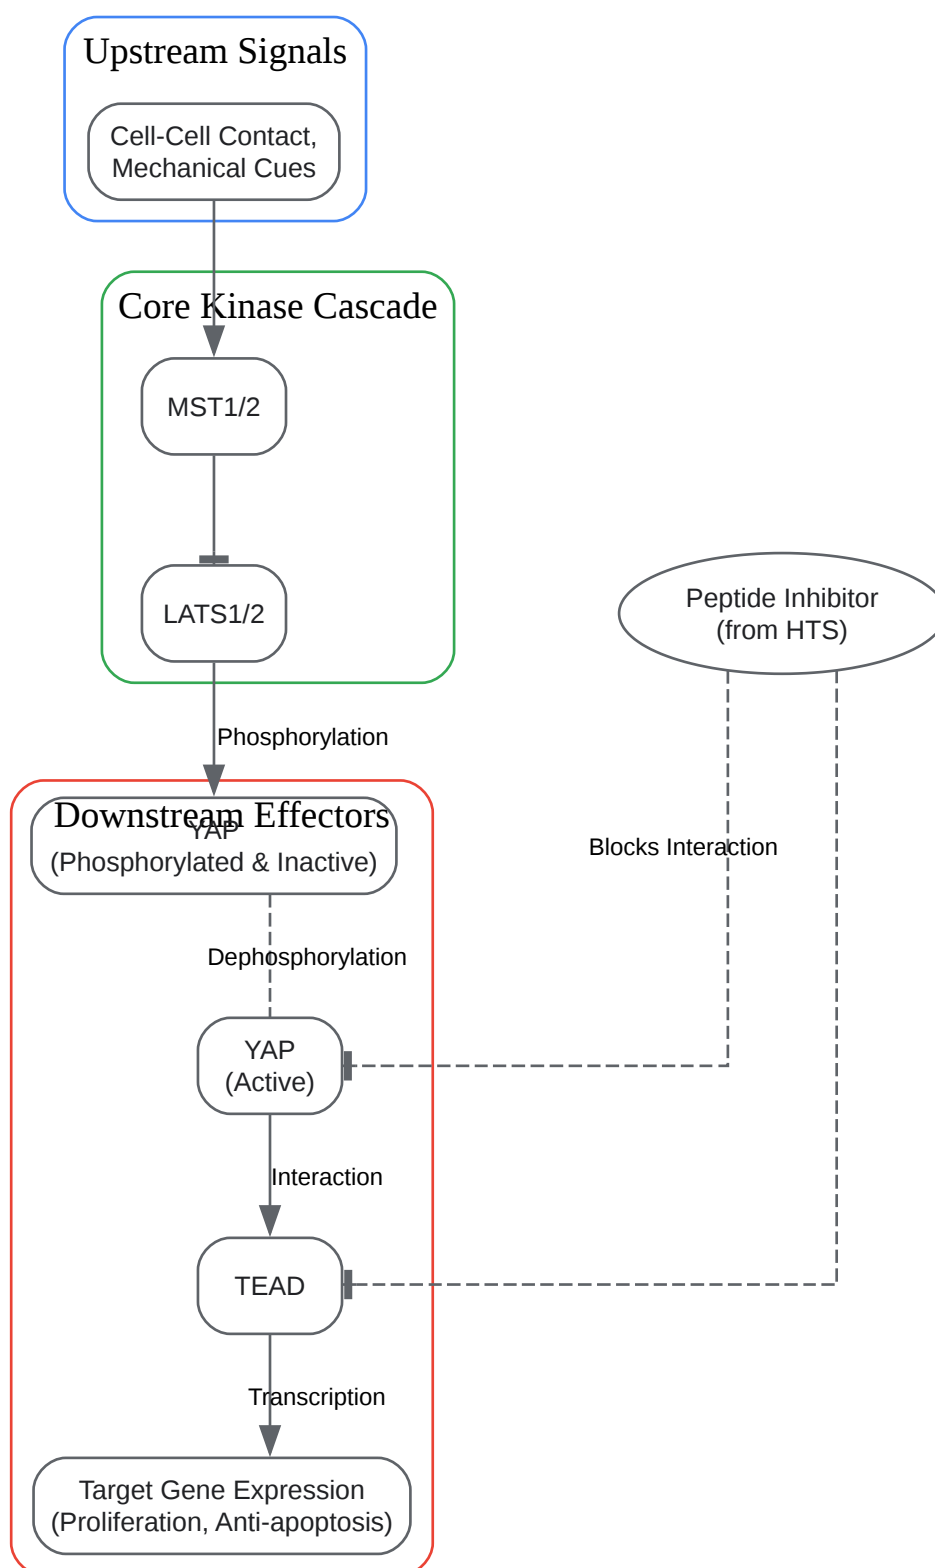 Upstream Signals
Cell-Cell Contact,
Mechanical Cues
Core Kinase Cascade
MST1/2
LATS1/2
Peptide Inhibitor
(from HTS)
Phosphorylation
Downstream Effectors
YAP
(Phosphorylated & Inactive)
Blocks Interaction
Dephosphorylation
YAP
(Active)
Interaction
TEAD
Transcription
Target Gene Expression
(Proliferation, Anti-apoptosis)